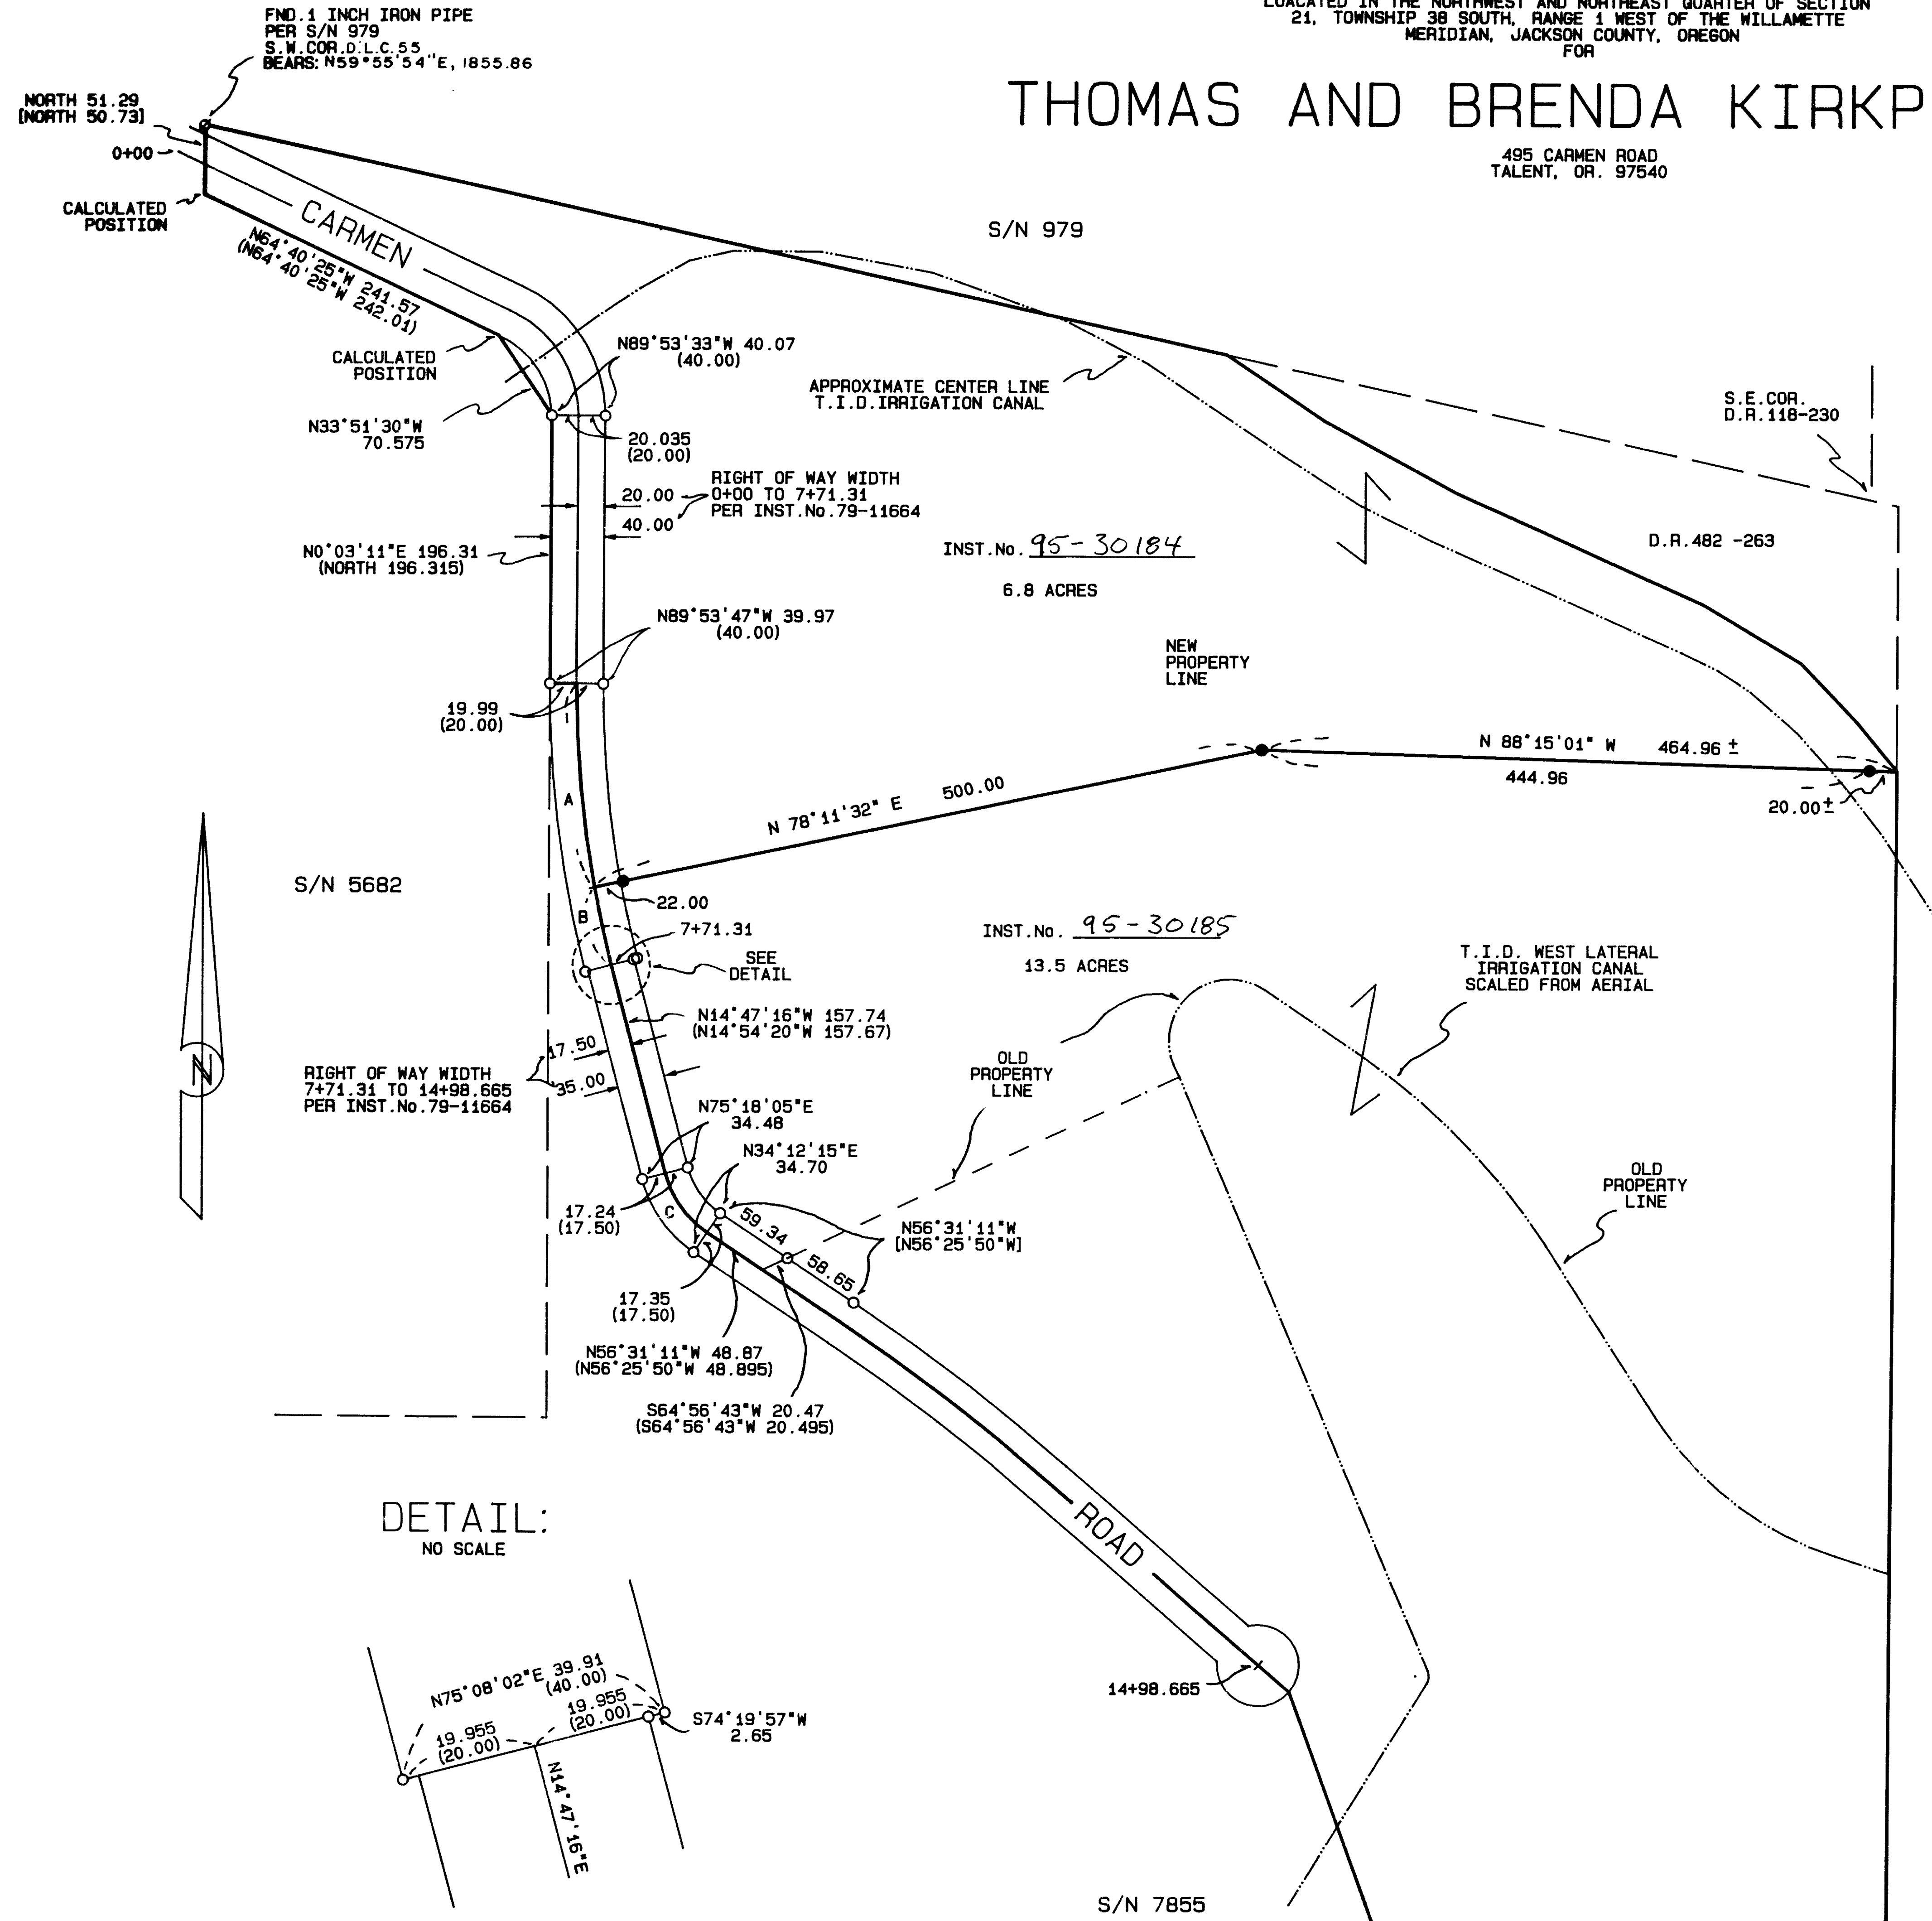 LOACATED IN THE NORTHWEST AND NORTHEAST QUARTER OF SECTION
21, TOWNSHIP 38 SOUTH, RANGE 1 WEST OF THE WILLAMETTE
MERIDIAN, JACKSON COUNTY, OREGON
FOR
THOMAS AND BRENDA KIRKP
495 CARMEN ROAD
TALENT, OR. 97540
FND.1 INCH IRON PIPE
PER S/N 979
S.W.COR.D.L.C.55
BEARS: N59°55'54"E, 1855.86
NORTH 51.29
[NORTH 50.73]
0+00
CALCULATED
POSITION
CARMEN
N64°40'25"W 241.57
(N64°40'25"W 242.01)
S/N 979
CALCULATED
POSITION
N89°53'33"W 40.07
(40.00)
APPROXIMATE CENTER LINE
T.I.D.IRRIGATION CANAL
S.E.COR.
D.R.118-230
N33°51'30"W
70.575
20.035
(20.00)
RIGHT OF WAY WIDTH
0+00 TO 7+71.31
PER INST.No.79-11664
20.00
40.00
N0°03'11"E 196.31
(NORTH 196.315)
INST.No. 95-30184
6.8 ACRES
D.R.482 -263
N89°53'47"W 39.97
(40.00)
NEW
PROPERTY
LINE
19.99
(20.00)
N 88°15'01" W 464.96 ±
444.96
20.00±
A
N 78°11'32" E 500.00
S/N 5682
22.00
B
7+71.31
SEE
DETAIL
INST.No. 95-30185
13.5 ACRES
T.I.D. WEST LATERAL
IRRIGATION CANAL
SCALED FROM AERIAL
N14°47'16"W 157.74
(N14°54'20"W 157.67)
17.50
35.00
RIGHT OF WAY WIDTH
7+71.31 TO 14+98.665
PER INST.No.79-11664
OLD
PROPERTY
LINE
N75°18'05"E
34.48
N34°12'15"E
34.70
OLD
PROPERTY
LINE
17.24
(17.50)
C
59.34
58.65
N56°31'11"W
[N56°25'50"W]
17.35
(17.50)
N56°31'11"W 48.87
(N56°25'50"W 48.895)
S64°56'43"W 20.47
(S64°56'43"W 20.495)
N
DETAIL:
NO SCALE
ROAD
14+98.665
N75°08'02"E 39.91
(40.00)
19.955
(20.00)
19.955
(20.00)
S74°19'57"W
2.65
N14°47'16"E
S/N 7855